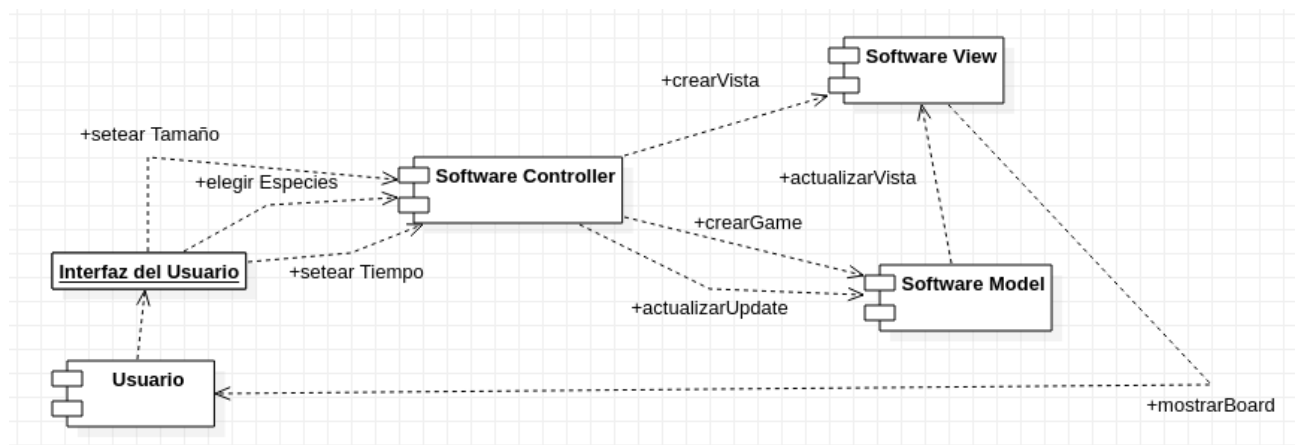 Software View
+crearVista
+setear Tamaño
+elegir Especies
Software Controller
+actualizarVista
+crearGame
Interfaz del Usuario
+setear Tiempo
Software Model
+actualizarUpdate
Usuario
+mostrarBoard